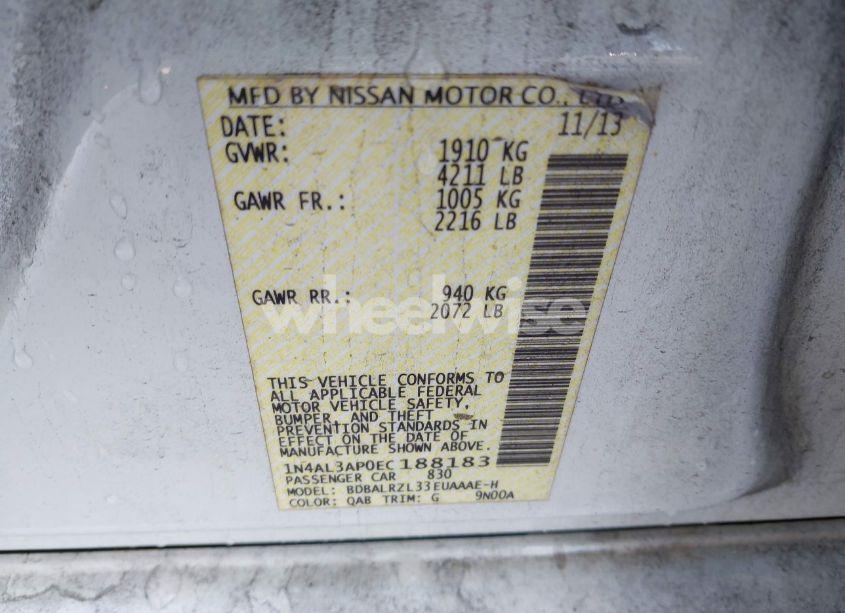 MFD BY NISSAN MOTOR CO., LTD
DATE: 11/13
GVWR: 1910 KG
4211 LB
GAWR FR.: 1005 KG
2216 LB
GAWR RR.: 940 KG
2072 LB
wheelwise
THIS VEHICLE CONFORMS TO
ALL APPLICABLE FEDERAL
MOTOR VEHICLE SAFETY,
BUMPER, AND THEFT
PREVENTION STANDARDS IN
EFFECT ON THE DATE OF
MANUFACTURE SHOWN ABOVE.
1N4AL3AP0EC188183
PASSENGER CAR 830
MODEL: BDBALRZL33EUAAAE-H
COLOR: QAB TRIM: G 9N00A